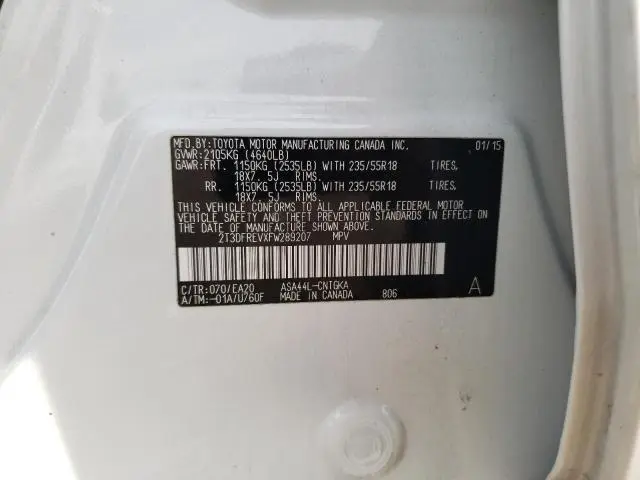 MFD.BY:TOYOTA MOTOR MANUFACTURING CANADA INC. 01/15
GVWR:2105KG (4640LB)
GAWR:FRT. 1150KG (2535LB) WITH 235/55R18 TIRES,
18X7. 5J RIMS.
RR. 1150KG (2535LB) WITH 235/55R18 TIRES,
18X7. 5J RIMS.
THIS VEHICLE CONFORMS TO ALL APPLICABLE FEDERAL MOTOR
VEHICLE SAFETY AND THEFT PREVENTION STANDARDS IN EFFECT ON
THE DATE OF MANUFACTURE SHOWN ABOVE.
2T3DFREVXFW289207 MPV
C/TR:070/EA20 ASA44L-CNTGKA A
A/TM:-01A/U760F MADE IN CANADA 806